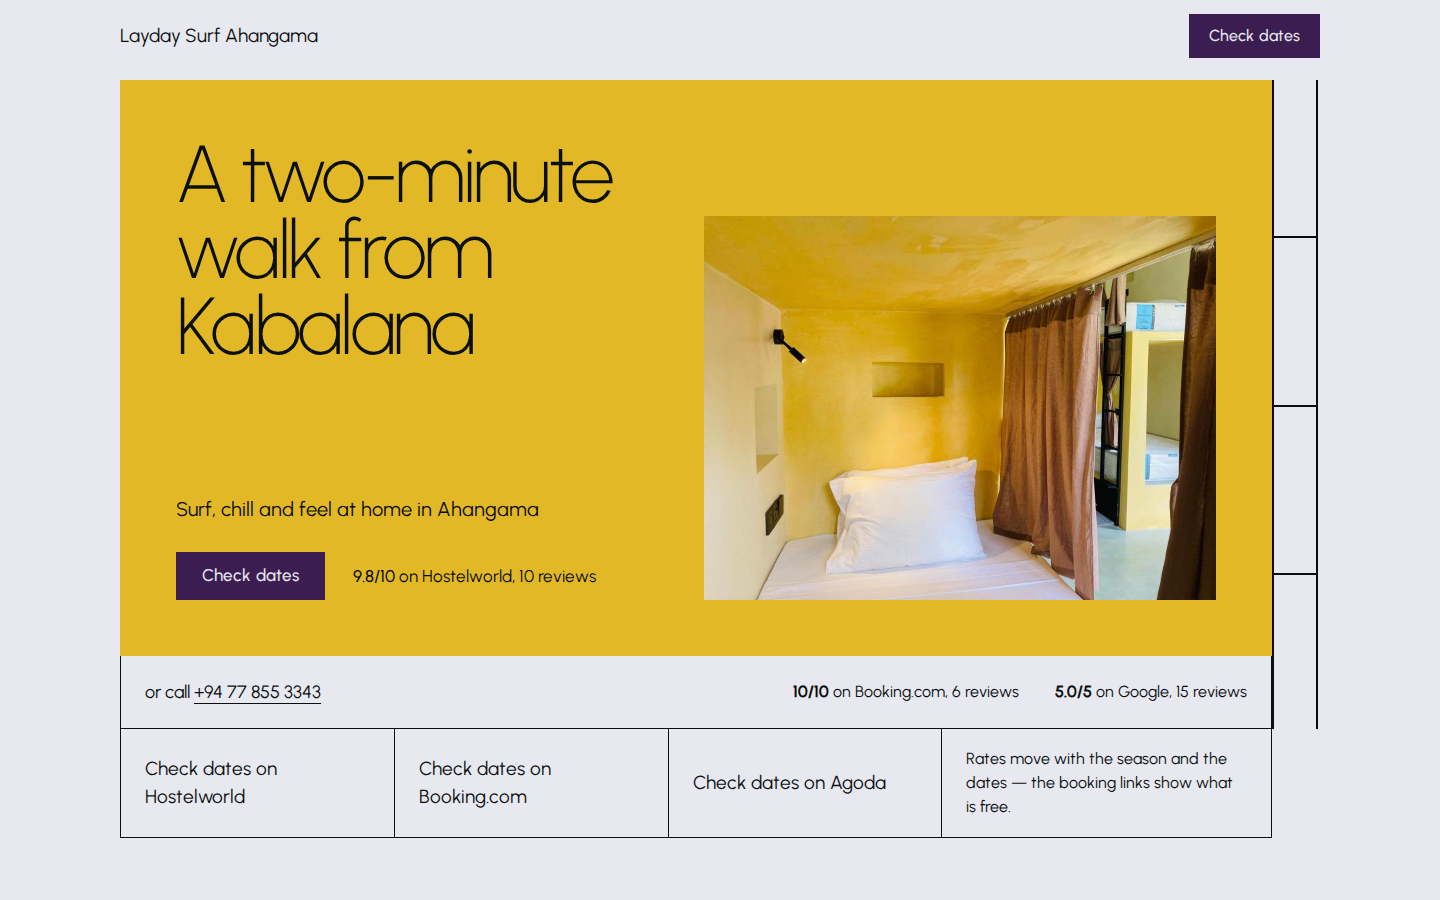 Layday Surf Ahangama
Check dates
A two-minute
walk from
Kabalana
Surf, chill and feel at home in Ahangama
Check dates
9.8/10 on Hostelworld, 10 reviews
or call +94 77 855 3343
10/10 on Booking.com, 6 reviews
5.0/5 on Google, 15 reviews
Check dates on
Hostelworld
Check dates on
Booking.com
Check dates on Agoda
Rates move with the season and the
dates — the booking links show what
is free.